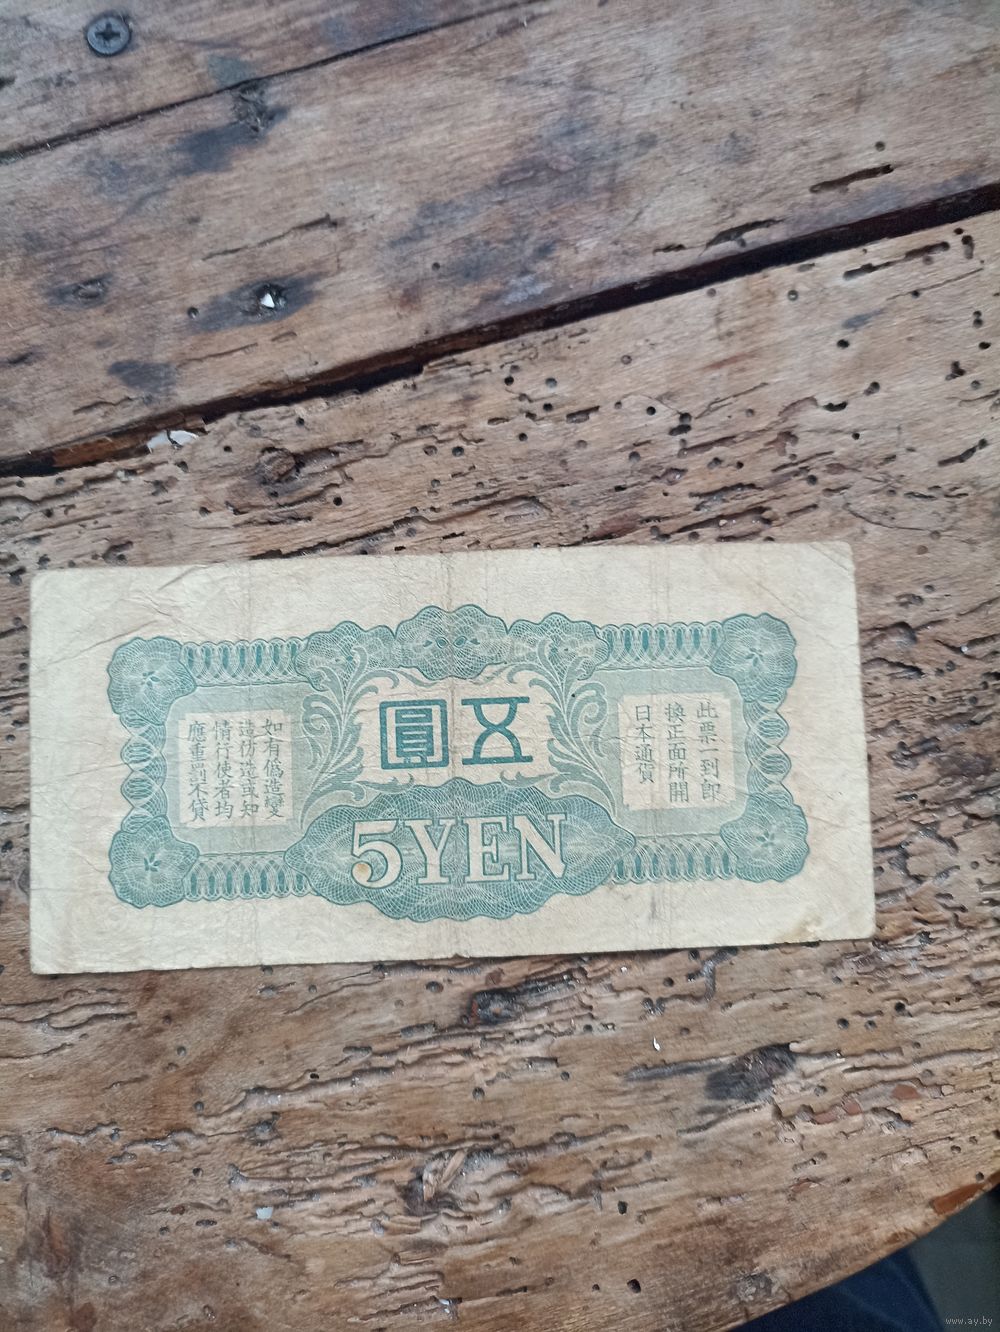 五圓
5YEN
此票一到即
換正面所開
日本通貨
如有偽造變
造仿造或知
情行使者均
應重罰不貸
www.ay.by